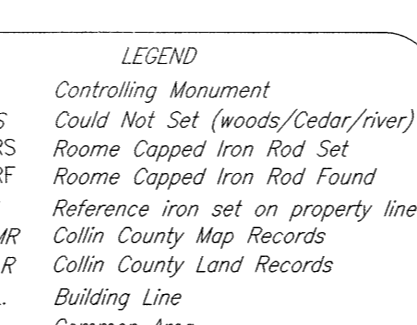 LEGEND
Controlling Monument
S Could Not Set (woods/Cedar/river)
RS Roome Capped Iron Rod Set
RF Roome Capped Iron Rod Found
Reference iron set on property line
MR Collin County Map Records
R Collin County Land Records
. Building Line
Common Area